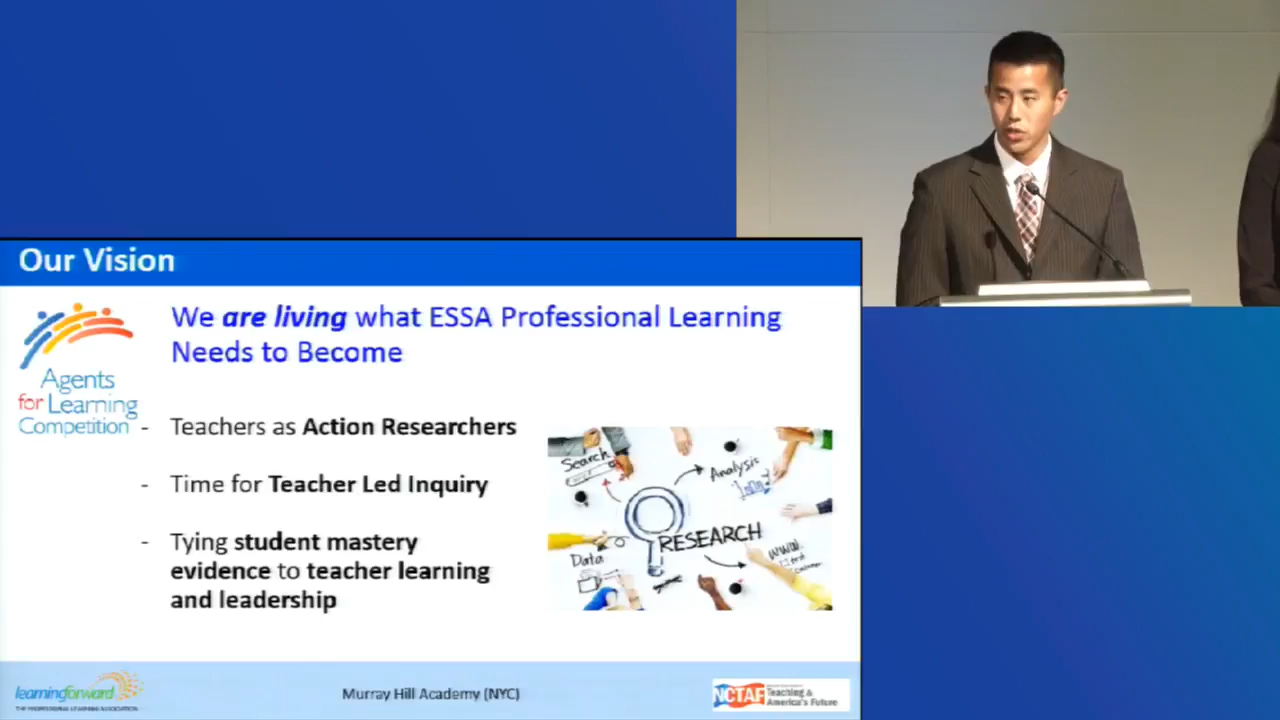 Our Vision
We are living what ESSA Professional Learning
Needs to Become
Agents
for Learning
Competition
- Teachers as Action Researchers
- Time for Teacher Led Inquiry
- Tying student mastery
evidence to teacher learning
and leadership
Search
Analysis
RESEARCH
Data
WWW.
learningforward
THE PROFESSIONAL LEARNING ASSOCIATION
Murray Hill Academy (NYC)
NCTAF
Teaching &
America's Future